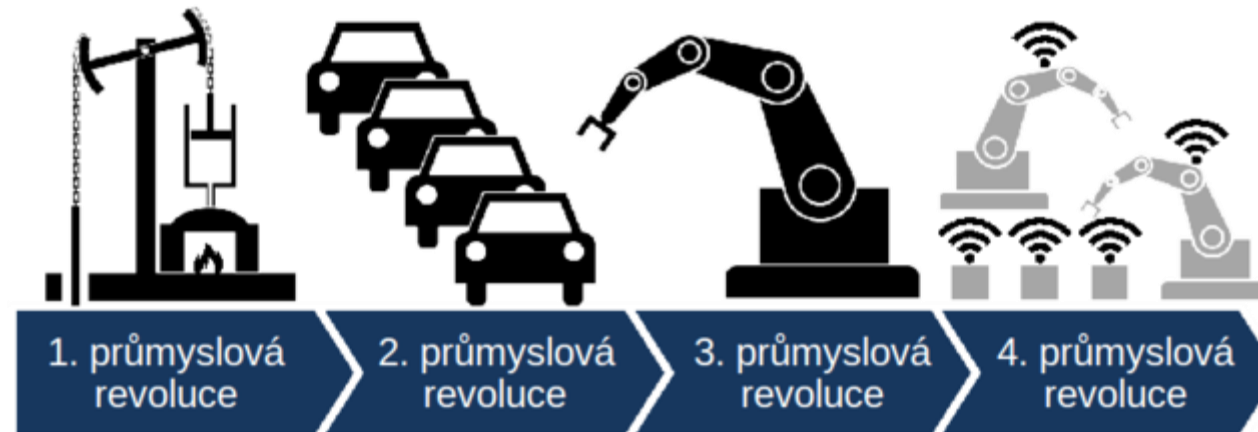 1. průmyslová
revoluce
2. průmyslová
revoluce
3. průmyslová
revoluce
4. průmyslová
revoluce